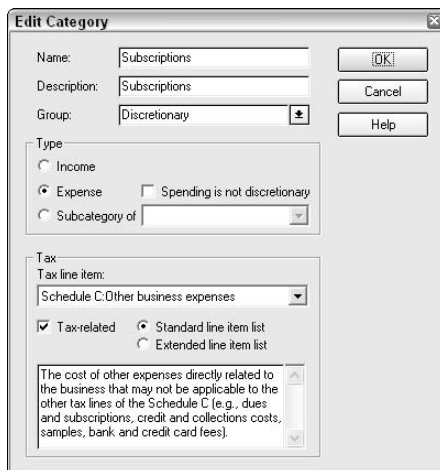 Edit Category
Name: Subscriptions
OK
Description: Subscriptions
Cancel
Group: Discretionary
Help
Type
Income
Expense Spending is not discretionary
Subcategory of
Tax
Tax line item:
Schedule C:Other business expenses
Tax-related Standard line item list
Extended line item list
The cost of other expenses directly related to
the business that may not be applicable to the
other tax lines of the Schedule C (e.g., dues
and subscriptions, credit and collections costs,
samples, bank and credit card fees).